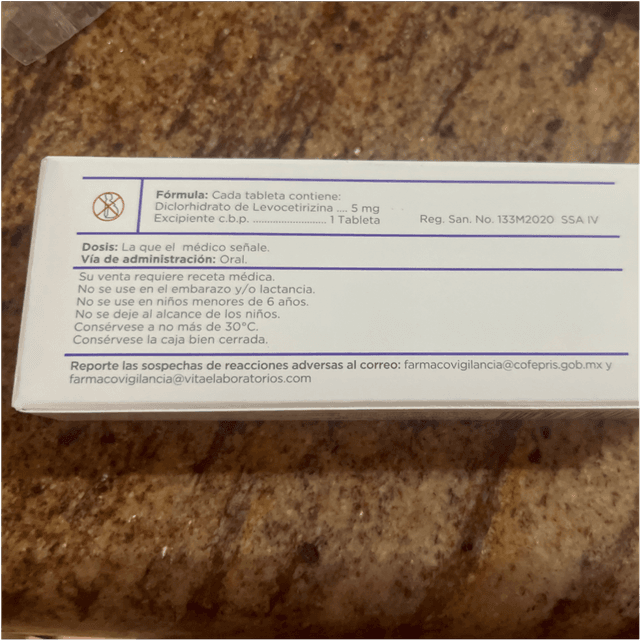 Fórmula: Cada tableta contiene:
Diclorhidrato de Levocetirizina .... 5 mg
Excipiente c.b.p. ........................... 1 Tableta
Reg. San. No. 133M2020 SSA IV
Dosis: La que el médico señale.
Vía de administración: Oral.
Su venta requiere receta médica.
No se use en el embarazo y/o lactancia.
No se use en niños menores de 6 años.
No se deje al alcance de los niños.
Consérvese a no más de 30°C.
Consérvese la caja bien cerrada.
Reporte las sospechas de reacciones adversas al correo: farmacovigilancia@cofepris.gob.mx y
farmacovigilancia@vitaelaboratorios.com